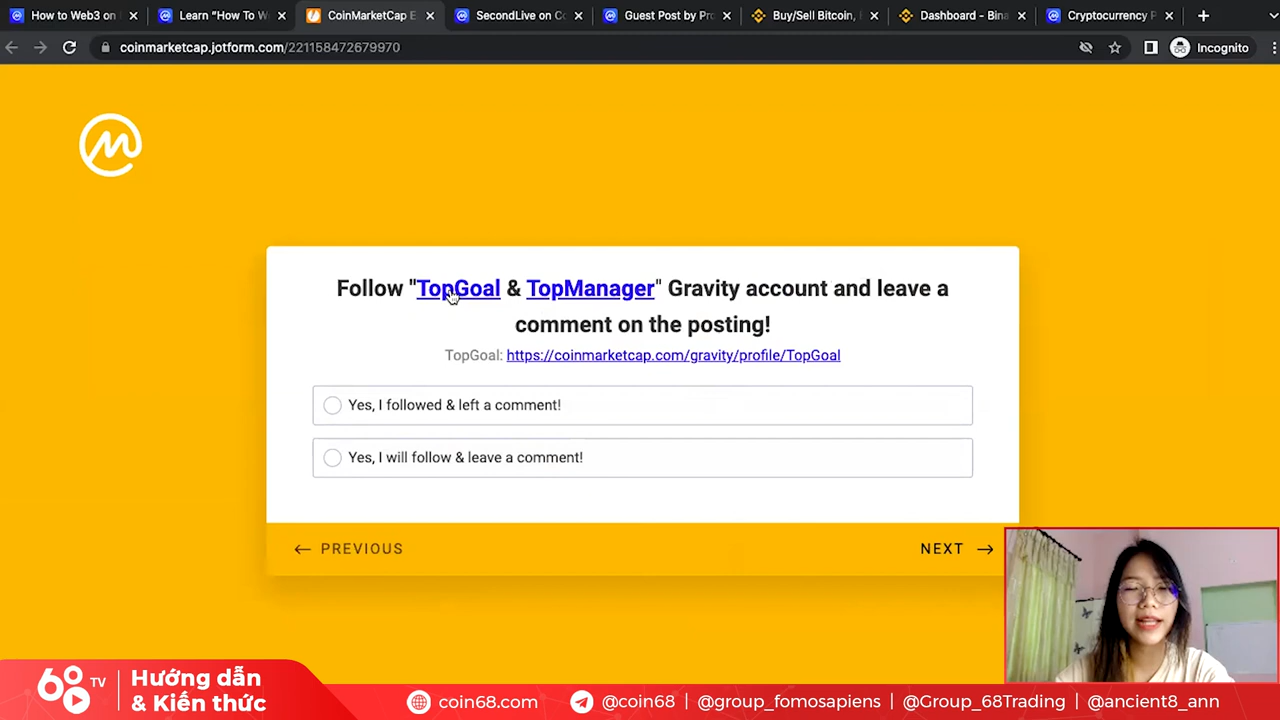 How to Web3 on
Learn "How To W
CoinMarketCap E
SecondLive on Co
Guest Post by Pro
Buy/Sell Bitcoin,
Dashboard - Bina
Cryptocurrency P
coinmarketcap.jotform.com/221158472679970
Incognito
Follow "TopGoal & TopManager" Gravity account and leave a
comment on the posting!
TopGoal: https://coinmarketcap.com/gravity/profile/TopGoal
Yes, I followed & left a comment!
Yes, I will follow & leave a comment!
← PREVIOUS
NEXT →
68 TV
Hướng dẫn
& Kiến thức
coin68.com
@coin68 | @group_fomosapiens | @Group_68Trading | @ancient8_ann